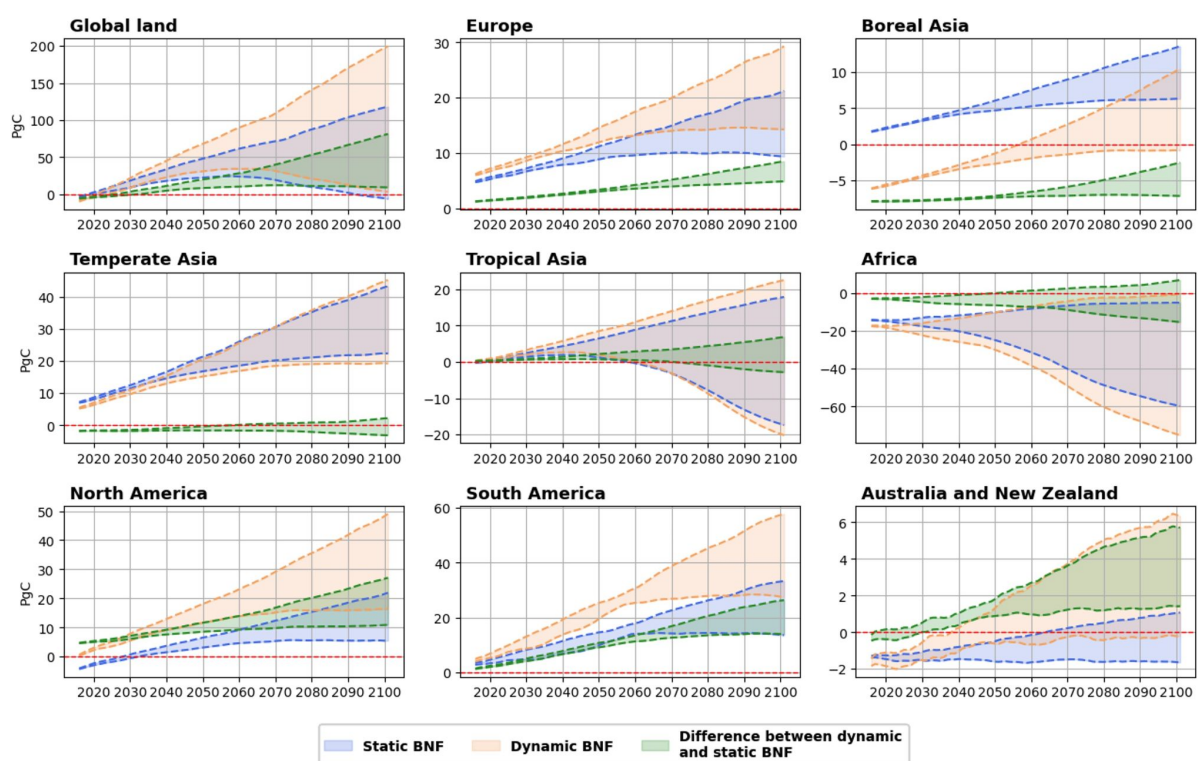 Global land
Europe
Boreal Asia
PgC
200
150
100
50
0
2020 2030 2040 2050 2060 2070 2080 2090 2100
30
20
10
0
2020 2030 2040 2050 2060 2070 2080 2090 2100
10
5
0
−5
2020 2030 2040 2050 2060 2070 2080 2090 2100
Temperate Asia
Tropical Asia
Africa
PgC
40
30
20
10
0
2020 2030 2040 2050 2060 2070 2080 2090 2100
20
10
0
−10
−20
2020 2030 2040 2050 2060 2070 2080 2090 2100
0
−20
−40
−60
2020 2030 2040 2050 2060 2070 2080 2090 2100
North America
South America
Australia and New Zealand
PgC
50
40
30
20
10
0
2020 2030 2040 2050 2060 2070 2080 2090 2100
60
40
20
0
2020 2030 2040 2050 2060 2070 2080 2090 2100
6
4
2
0
−2
2020 2030 2040 2050 2060 2070 2080 2090 2100
Static BNF
Dynamic BNF
Difference between dynamic
and static BNF